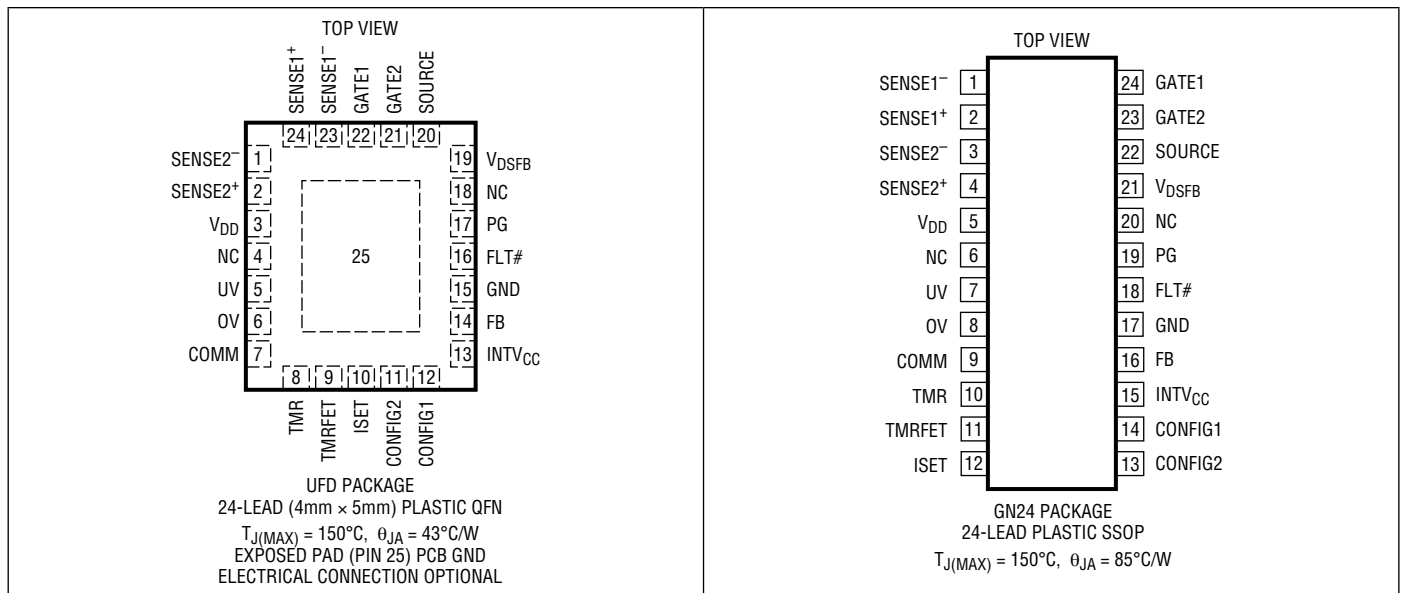 TOP VIEW
SENSE1+
SENSE1–
GATE1
GATE2
SOURCE
24 23 22 21 20
SENSE2– 1
SENSE2+ 2
VDD 3
NC 4
UV 5
OV 6
COMM 7
19 VDSFB
18 NC
17 PG
16 FLT#
15 GND
14 FB
13 INTVCC
25
8 9 10 11 12
TMR
TMRFET
ISET
CONFIG2
CONFIG1
UFD PACKAGE
24-LEAD (4mm × 5mm) PLASTIC QFN
TJ(MAX) = 150°C, θJA = 43°C/W
EXPOSED PAD (PIN 25) PCB GND
ELECTRICAL CONNECTION OPTIONAL
TOP VIEW
SENSE1– 1
SENSE1+ 2
SENSE2– 3
SENSE2+ 4
VDD 5
NC 6
UV 7
OV 8
COMM 9
TMR 10
TMRFET 11
ISET 12
24 GATE1
23 GATE2
22 SOURCE
21 VDSFB
20 NC
19 PG
18 FLT#
17 GND
16 FB
15 INTVCC
14 CONFIG1
13 CONFIG2
GN24 PACKAGE
24-LEAD PLASTIC SSOP
TJ(MAX) = 150°C, θJA = 85°C/W